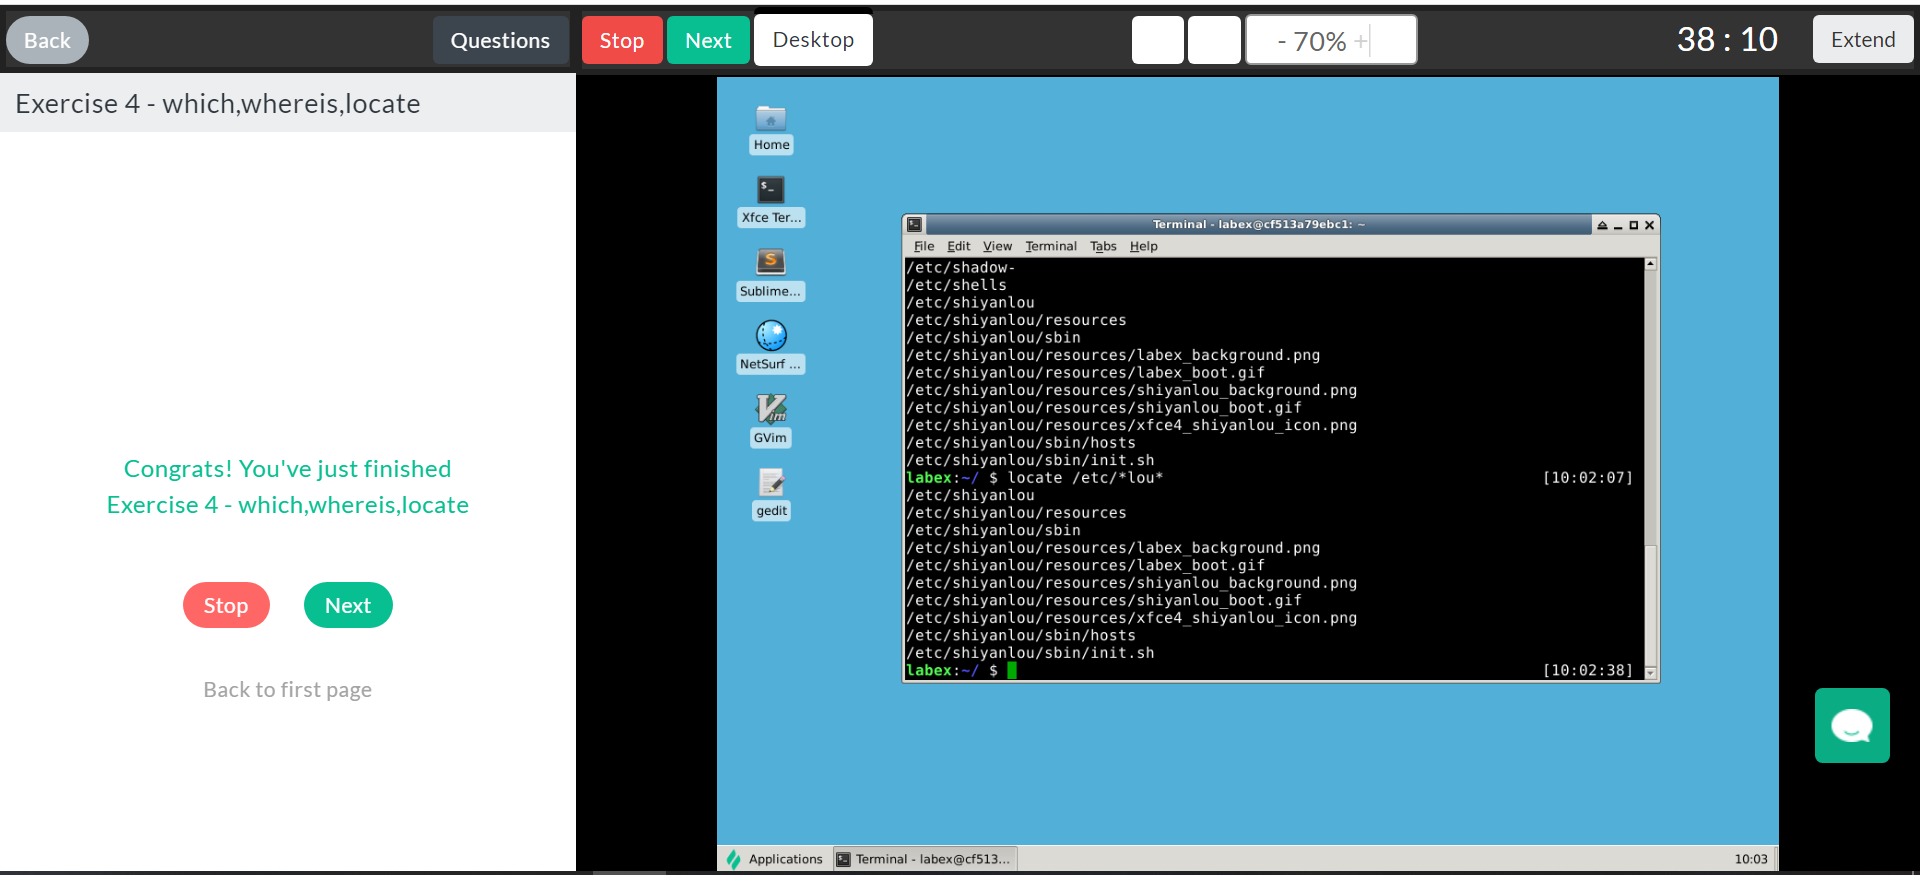 Back
Questions
Stop
Next
Desktop
- 70% +
38 : 10
Extend
Exercise 4 - which,whereis,locate
Congrats! You've just finished
Exercise 4 - which,whereis,locate
Stop
Next
Back to first page
Home
Xfce Ter...
Sublime...
NetSurf ...
GVim
gedit
Terminal - labex@cf513a79ebc1: ~
File Edit View Terminal Tabs Help
/etc/shadow-
/etc/shells
/etc/shiyanlou
/etc/shiyanlou/resources
/etc/shiyanlou/sbin
/etc/shiyanlou/resources/labex_background.png
/etc/shiyanlou/resources/labex_boot.gif
/etc/shiyanlou/resources/shiyanlou_background.png
/etc/shiyanlou/resources/shiyanlou_boot.gif
/etc/shiyanlou/resources/xfce4_shiyanlou_icon.png
/etc/shiyanlou/sbin/hosts
/etc/shiyanlou/sbin/init.sh
labex:~/ $ locate /etc/*lou* [10:02:07]
/etc/shiyanlou
/etc/shiyanlou/resources
/etc/shiyanlou/sbin
/etc/shiyanlou/resources/labex_background.png
/etc/shiyanlou/resources/labex_boot.gif
/etc/shiyanlou/resources/shiyanlou_background.png
/etc/shiyanlou/resources/shiyanlou_boot.gif
/etc/shiyanlou/resources/xfce4_shiyanlou_icon.png
/etc/shiyanlou/sbin/hosts
/etc/shiyanlou/sbin/init.sh
labex:~/ $ [10:02:38]
Applications
Terminal - labex@cf513...
10:03